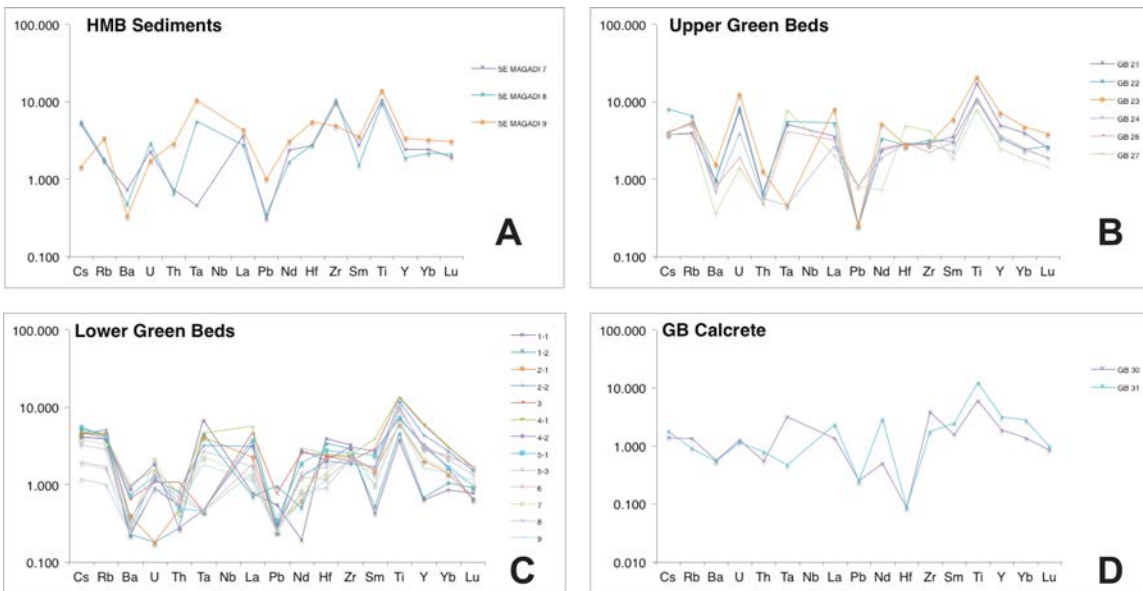 HMB Sediments
100.000
10.000
1.000
0.100
Cs Rb Ba U Th Ta Nb La Pb Nd Hf Zr Sm Ti Y Yb Lu
SE MAGADI 7
SE MAGADI 8
SE MAGADI 9
A
Upper Green Beds
100.000
10.000
1.000
0.100
Cs Rb Ba U Th Ta Nb La Pb Nd Hf Zr Sm Ti Y Yb Lu
GB 21
GB 22
GB 23
GB 24
GB 26
GB 27
B
Lower Green Beds
100.000
10.000
1.000
0.100
Cs Rb Ba U Th Ta Nb La Pb Nd Hf Zr Sm Ti Y Yb Lu
1-1
1-2
2-1
2-2
3
4-1
4-2
5-1
5-3
6
7
8
9
C
GB Calcrete
100.000
10.000
1.000
0.100
0.010
Cs Rb Ba U Th Ta Nb La Pb Nd Hf Zr Sm Ti Y Yb Lu
GB 30
GB 31
D